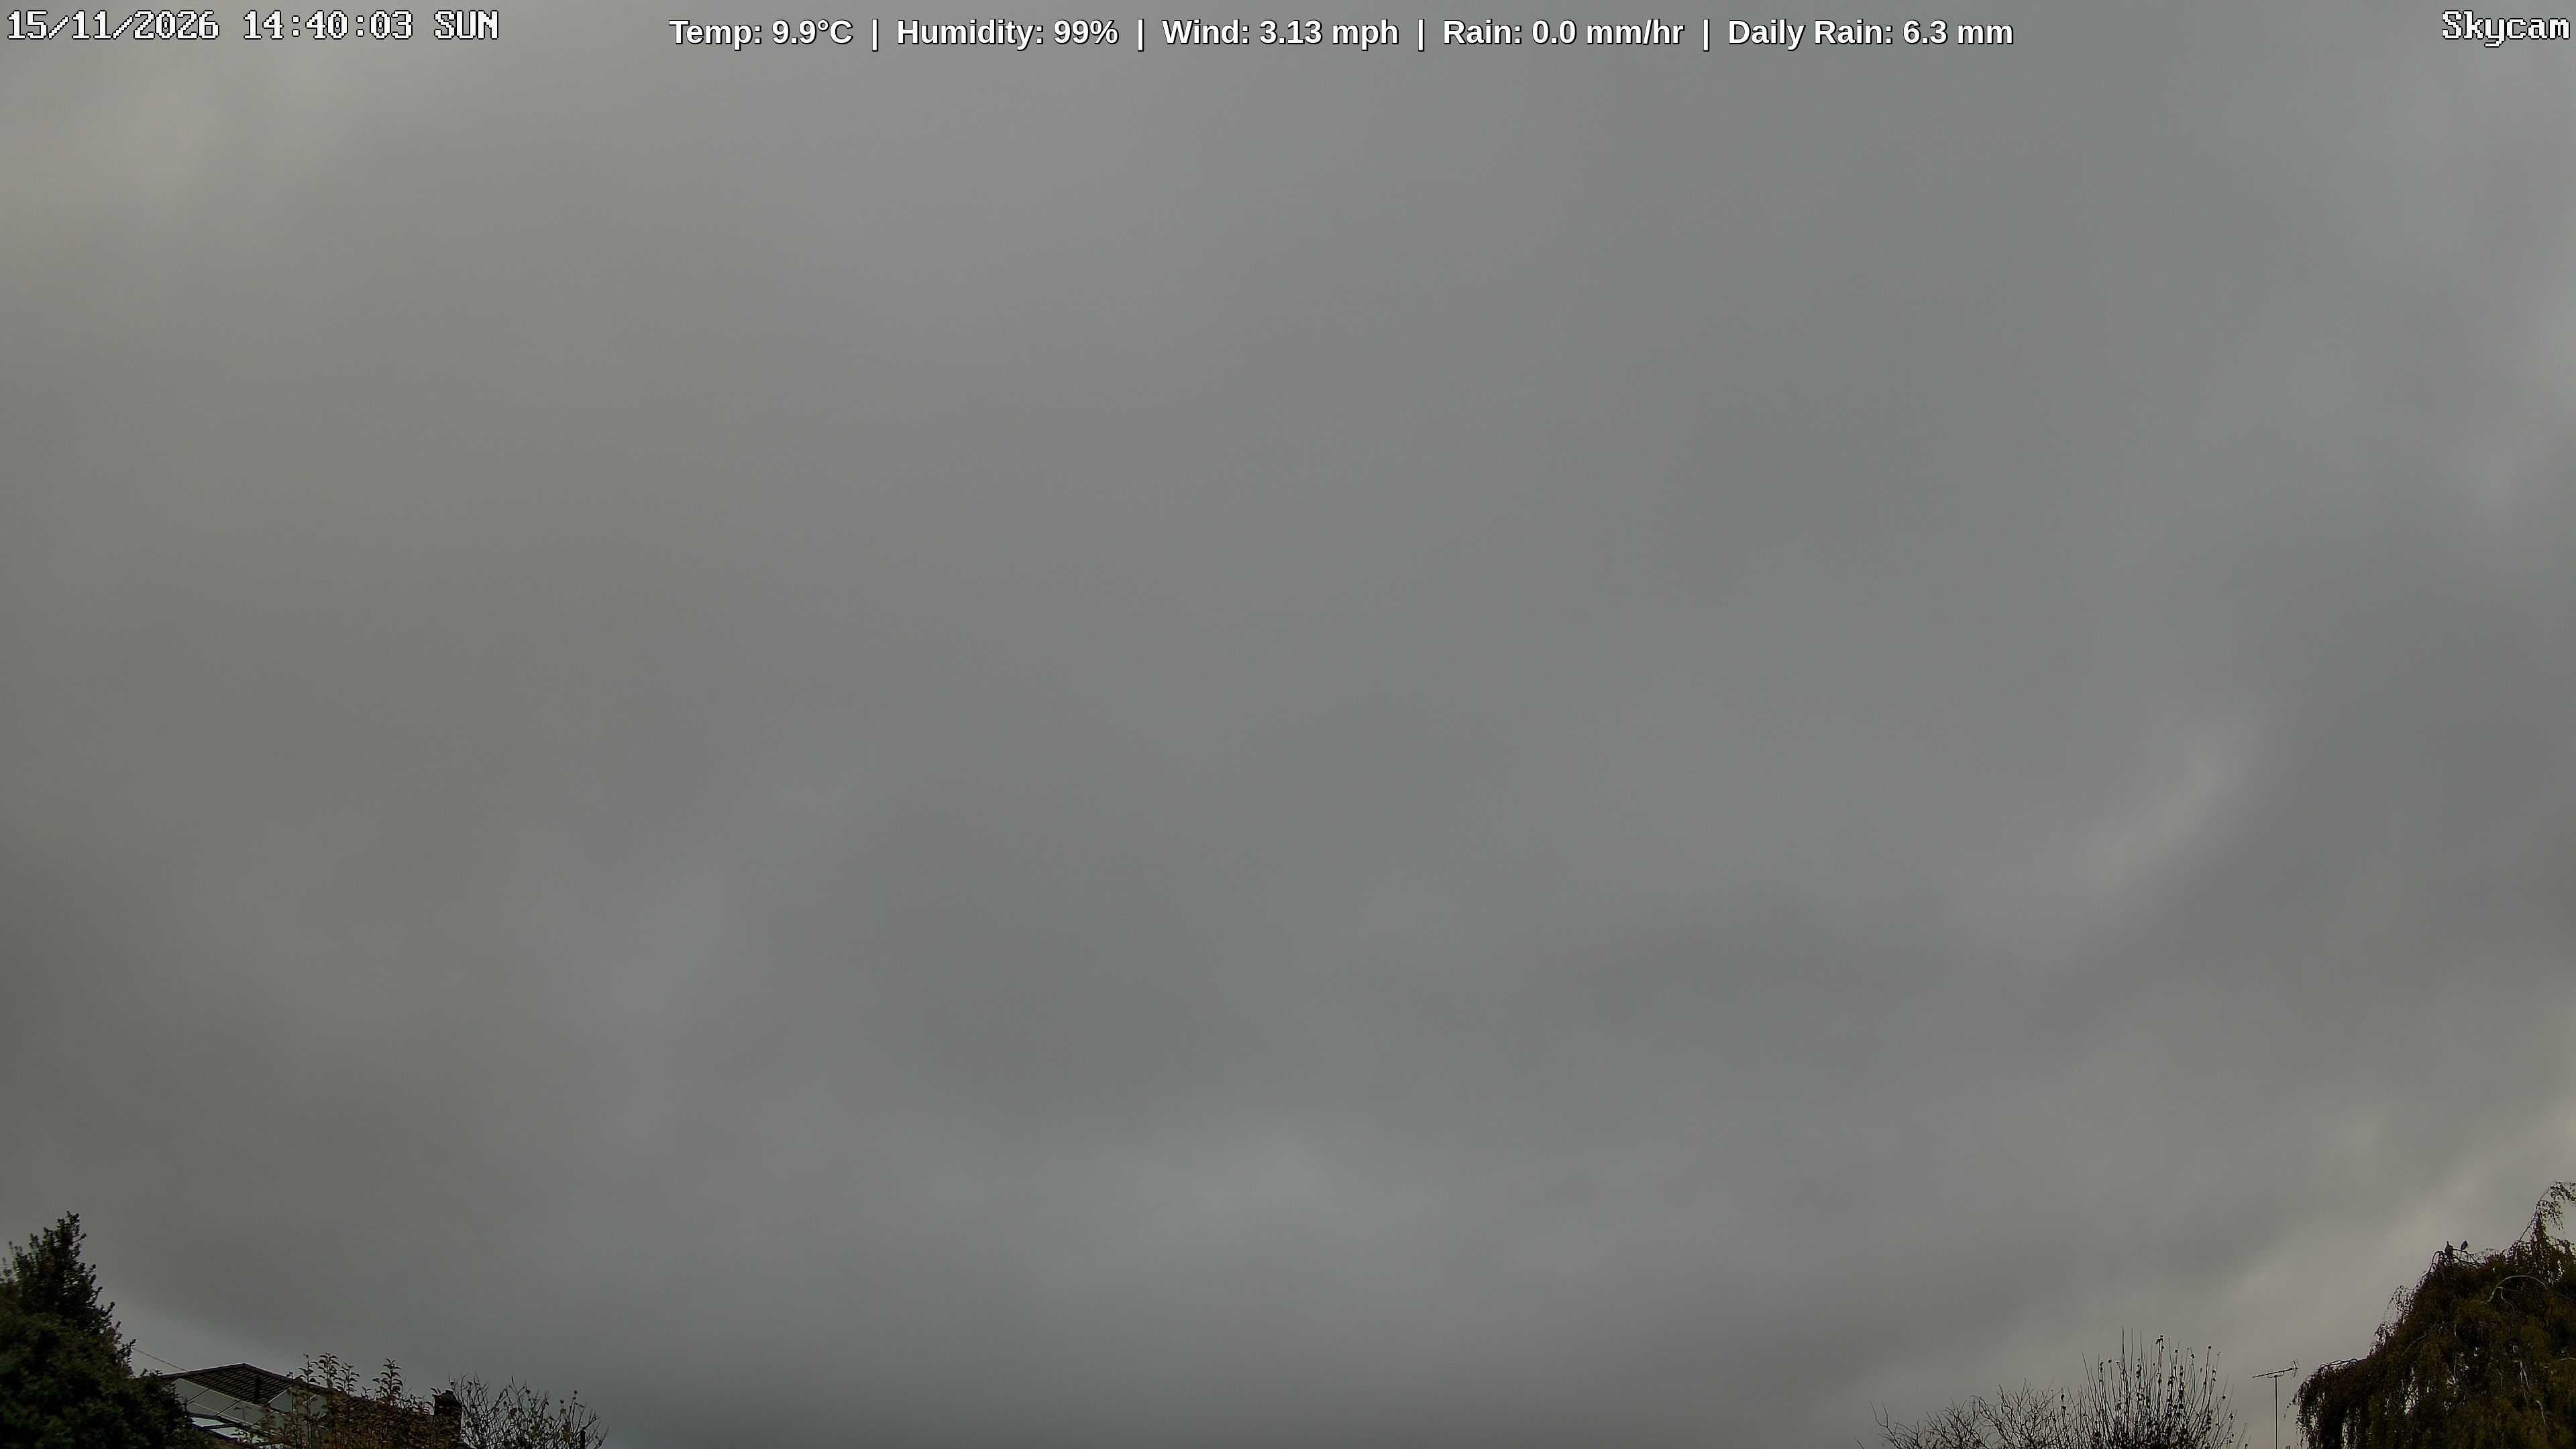 15/11/2026 14:40:03 SUN
Temp: 9.9°C | Humidity: 99% | Wind: 3.13 mph | Rain: 0.0 mm/hr | Daily Rain: 6.3 mm
Skycam